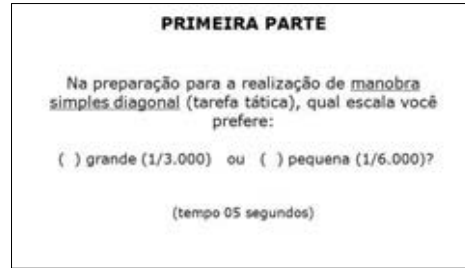 PRIMEIRA PARTE
Na preparação para a realização de manobra
simples diagonal (tarefa tática), qual escala você
prefere:
( ) grande (1/3.000) ou ( ) pequena (1/6.000)?
(tempo 05 segundos)